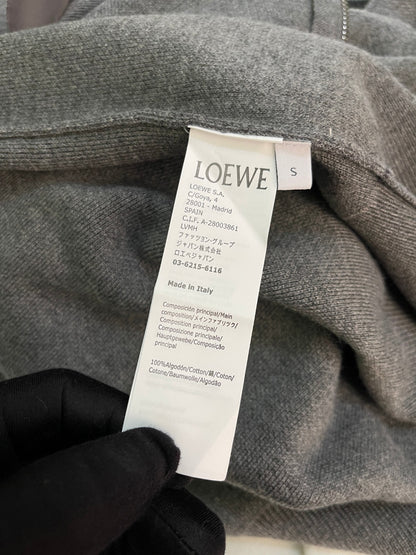 LOEWE
S
LOEWE S.A.
C/Goya, 4
28001 - Madrid
SPAIN
C.I.F. A-28003861
LVMH
ファッション・グループ
ジャパン株式会社
ロエベジャパン
03-6215-6116
Made in Italy
Composición principal/Main
composition/メインファブリック/
Composition principal/
Hauptgewebe/Composição
principal
100%Algodón/Cotton/綿/Coton/
Cotone/Baumwolle/Algodão